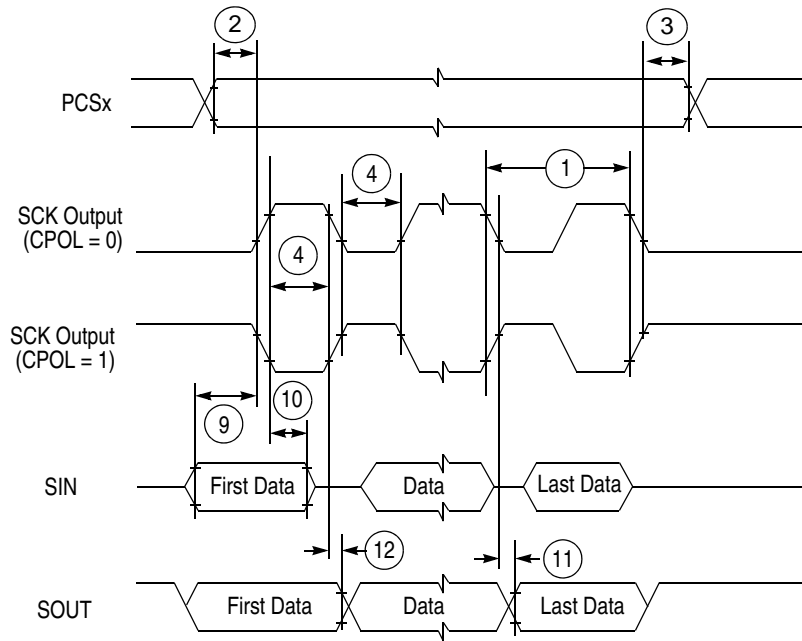 2
3
PCSx
4
1
SCK Output
(CPOL = 0)
4
SCK Output
(CPOL = 1)
9
10
SIN
First Data
Data
Last Data
12
11
SOUT
First Data
Data
Last Data